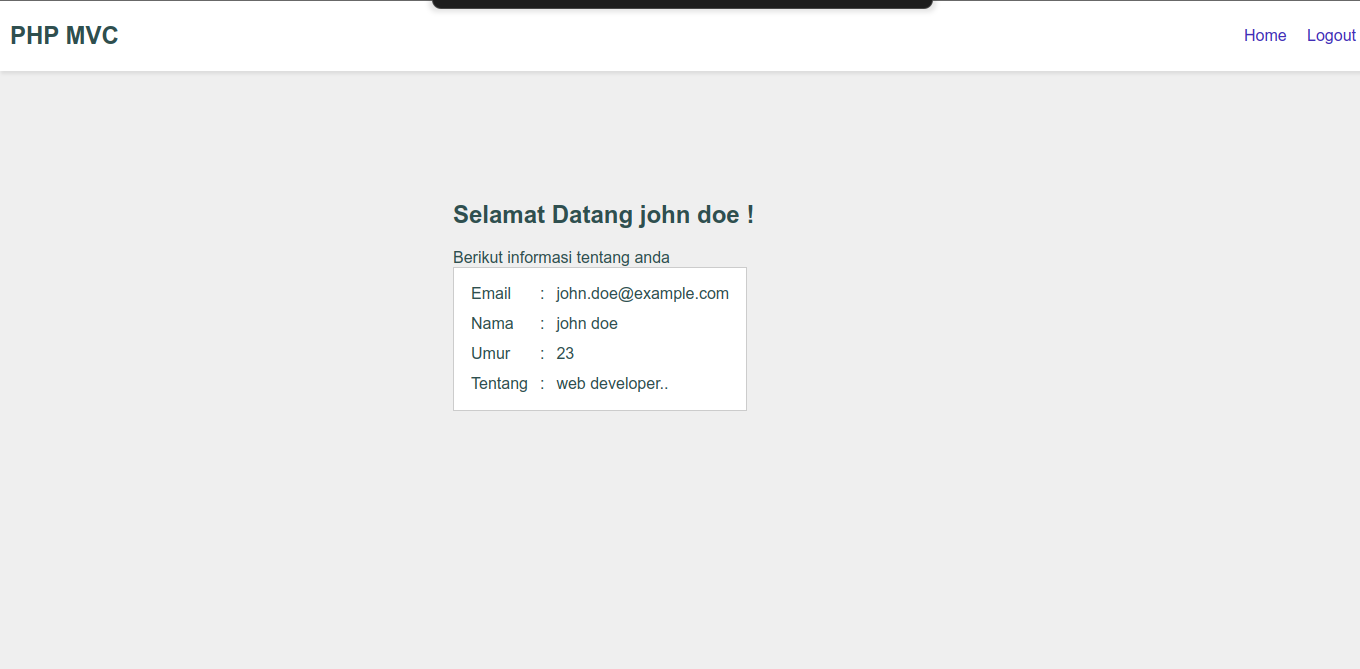 PHP MVC
Home Logout
Selamat Datang john doe !
Berikut informasi tentang anda
Email : john.doe@example.com
Nama : john doe
Umur : 23
Tentang : web developer..